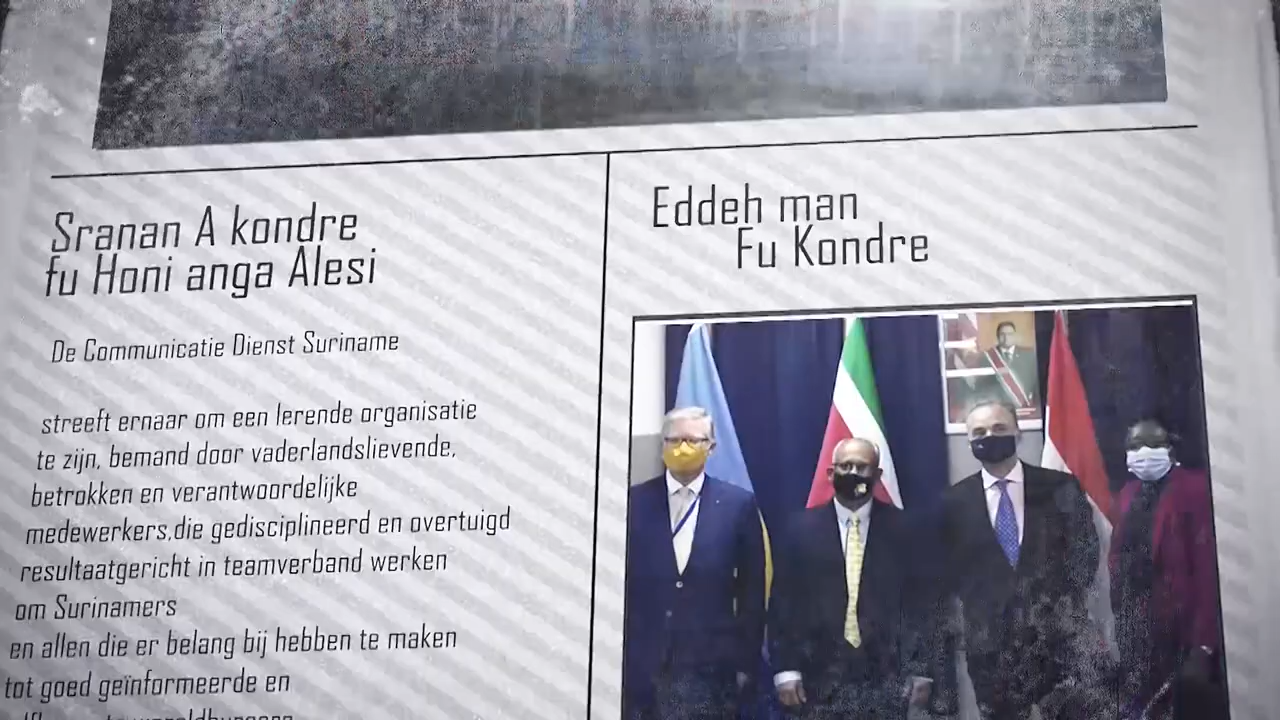 Sranan A kondre
fu Honi anga Alesi
De Communicatie Dienst Suriname
streeft ernaar om een lerende organisatie
te zijn, bemand door vaderlandslievende,
betrokken en verantwoordelijke
medewerkers,die gedisciplineerd en overtuigd
resultaatgericht in teamverband werken
om Surinamers
en allen die er belang bij hebben te maken
tot goed geïnformeerde en
Eddeh man
Fu Kondre